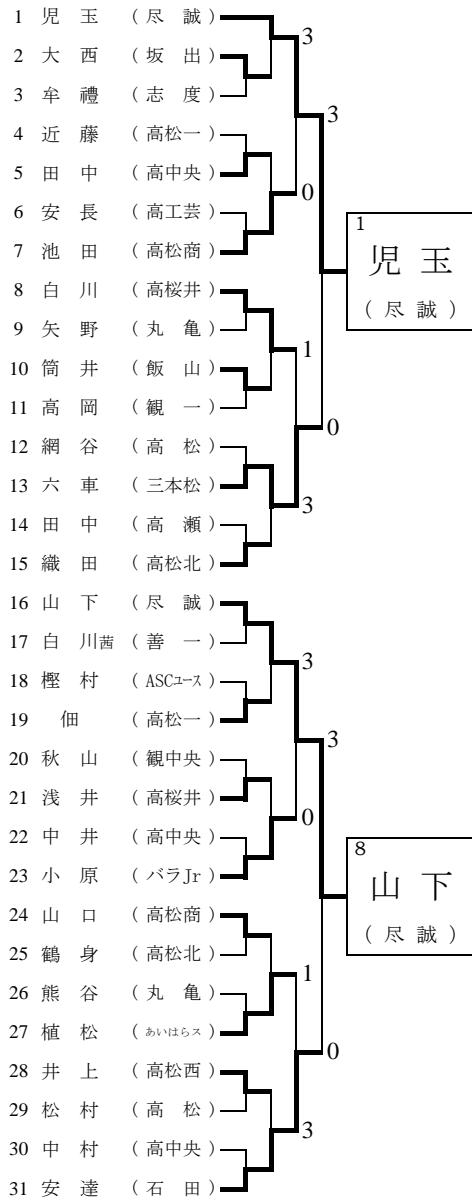 1 児 玉 ( 尽 誠 )
3
2 大 西 ( 坂 出 )
3 牟 禮 ( 志 度 )
3
4 近 藤 ( 高松一 )
5 田 中 ( 高中央 )
0
6 安 長 ( 高工芸 )
1
7 池 田 ( 高松商 )
児 玉
8 白 川 ( 高桜井 )
( 尽 誠 )
9 矢 野 ( 丸 亀 )
1
10 筒 井 ( 飯 山 )
11 高 岡 ( 観 一 )
0
12 網 谷 ( 高 松 )
13 六 車 ( 三本松 )
3
14 田 中 ( 高 瀬 )
15 織 田 ( 高松北 )
16 山 下 ( 尽 誠 )
17 白 川茜 ( 善 一 )
3
18 樫 村 ( ASCユース )
19 佃 ( 高松一 )
3
20 秋 山 ( 観中央 )
21 浅 井 ( 高桜井 )
0
22 中 井 ( 高中央 )
8
23 小 原 ( バラJr )
山 下
24 山 口 ( 高松商 )
( 尽 誠 )
25 鶴 身 ( 高松北 )
1
26 熊 谷 ( 丸 亀 )
27 植 松 ( あいはらス )
0
28 井 上 ( 高松西 )
29 松 村 ( 高 松 )
3
30 中 村 ( 高中央 )
31 安 達 ( 石 田 )